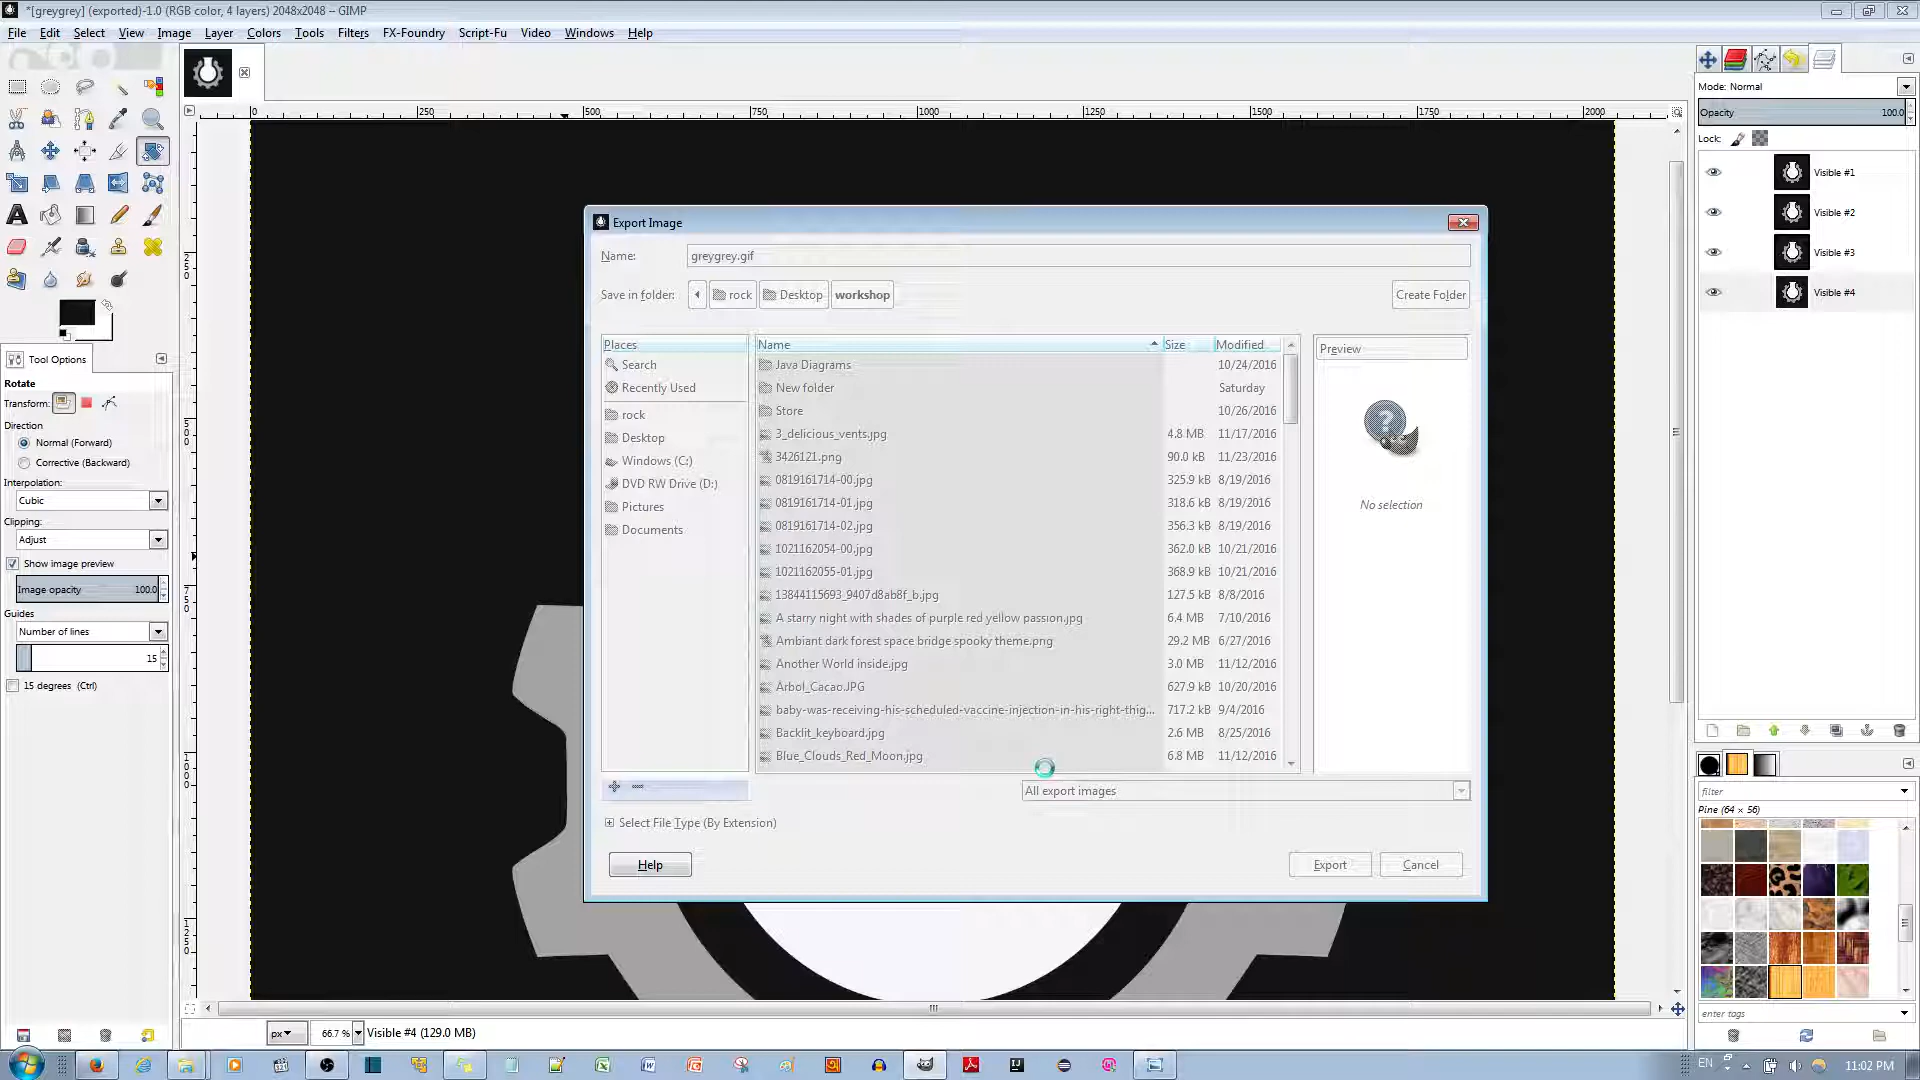 *[greygrey] (exported)-1.0 (RGB color, 4 layers) 2048x2048 – GIMP
File Edit Select View Image Layer Colors Tools Filters FX-Foundry Script-Fu Video Windows Help
Mode: Normal
Opacity 100.0
Lock:
Visible #1
Visible #2
Visible #3
Visible #4
0 250 500 750 1000 1250 1500 1750 2000
250
500
750
1000
1250
Tool Options
Rotate
Transform:
Direction
Normal (Forward)
Corrective (Backward)
Interpolation:
Cubic
Clipping:
Adjust
Show image preview
Image opacity 100.0
Guides
Number of lines
15
15 degrees (Ctrl)
Export Image
Name: greygrey.gif
Save in folder: rock Desktop workshop Create Folder
Places
Search
Recently Used
rock
Desktop
Windows (C:)
DVD RW Drive (D:)
Pictures
Documents
Name Size Modified
Java Diagrams 10/24/2016
New folder Saturday
Store 10/26/2016
3_delicious_vents.jpg 4.8 MB 11/17/2016
3426121.png 90.0 kB 11/23/2016
0819161714-00.jpg 325.9 kB 8/19/2016
0819161714-01.jpg 318.6 kB 8/19/2016
0819161714-02.jpg 356.3 kB 8/19/2016
1021162054-00.jpg 362.0 kB 10/21/2016
1021162055-01.jpg 368.9 kB 10/21/2016
13844115693_9407d8ab8f_b.jpg 127.5 kB 8/8/2016
A starry night with shades of purple red yellow passion.jpg 6.4 MB 7/10/2016
Ambiant dark forest space bridge spooky theme.png 29.2 MB 6/27/2016
Another World inside.jpg 3.0 MB 11/12/2016
Arbol_Cacao.JPG 627.9 kB 10/20/2016
baby-was-receiving-his-scheduled-vaccine-injection-in-his-right-thig... 717.2 kB 9/4/2016
Backlit_keyboard.jpg 2.6 MB 8/25/2016
Blue_Clouds_Red_Moon.jpg 6.8 MB 11/12/2016
Preview
No selection
All export images
Select File Type (By Extension)
Help
Export Cancel
filter
Pine (64 × 56)
enter tags
px 66.7 % Visible #4 (129.0 MB)
EN
11:02 PM